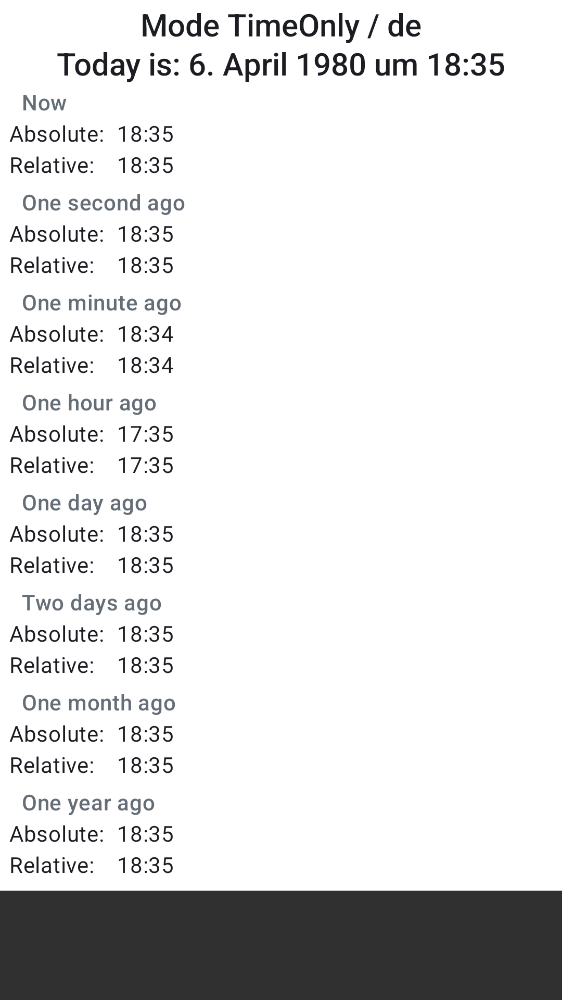 Mode TimeOnly / de
Today is: 6. April 1980 um 18:35
Now
Absolute: 18:35
Relative: 18:35
One second ago
Absolute: 18:35
Relative: 18:35
One minute ago
Absolute: 18:34
Relative: 18:34
One hour ago
Absolute: 17:35
Relative: 17:35
One day ago
Absolute: 18:35
Relative: 18:35
Two days ago
Absolute: 18:35
Relative: 18:35
One month ago
Absolute: 18:35
Relative: 18:35
One year ago
Absolute: 18:35
Relative: 18:35